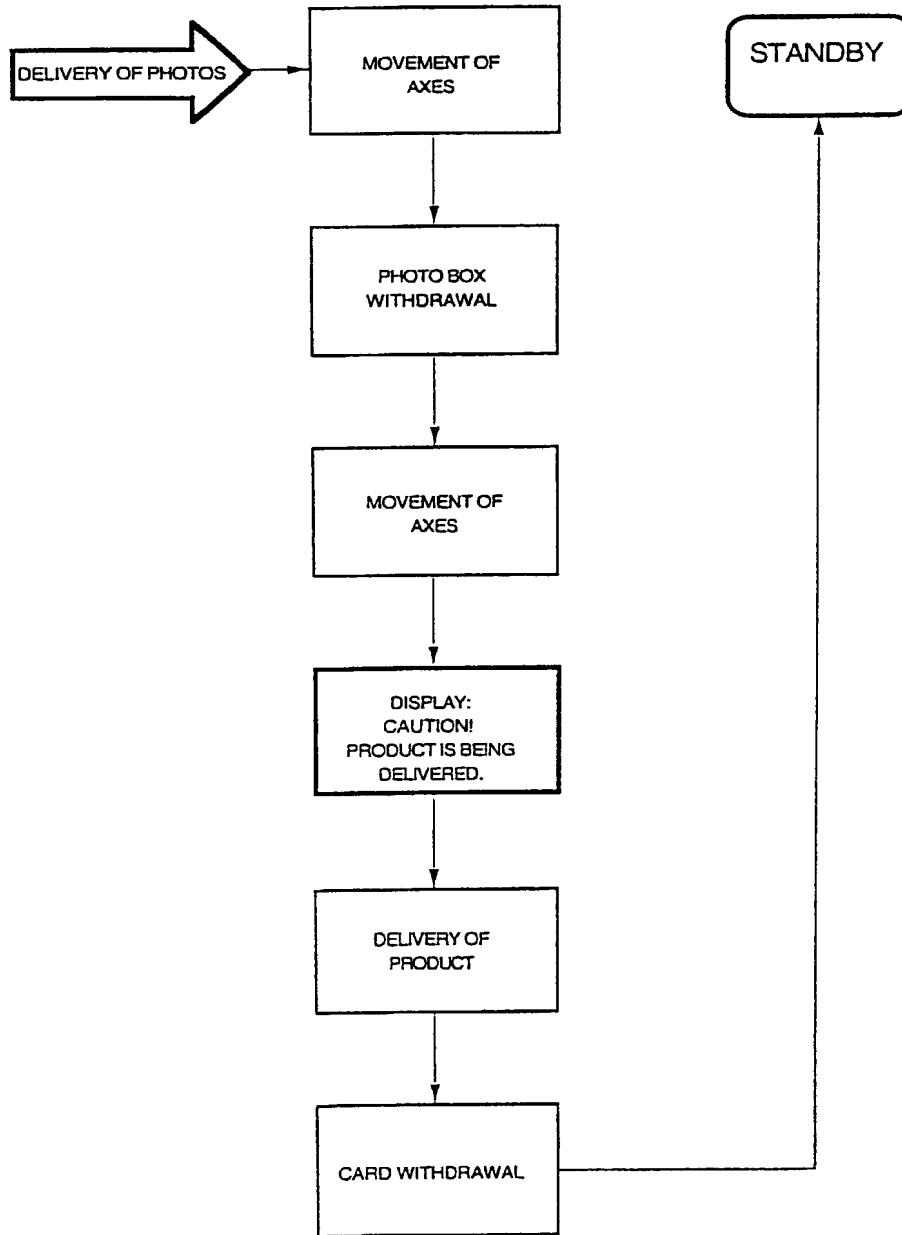 DELIVERY OF PHOTOS
MOVEMENT OF
AXES
STANDBY
PHOTO BOX
WITHDRAWAL
MOVEMENT OF
AXES
DISPLAY:
CAUTION!
PRODUCT IS BEING
DELIVERED.
DELIVERY OF
PRODUCT
CARD WITHDRAWAL